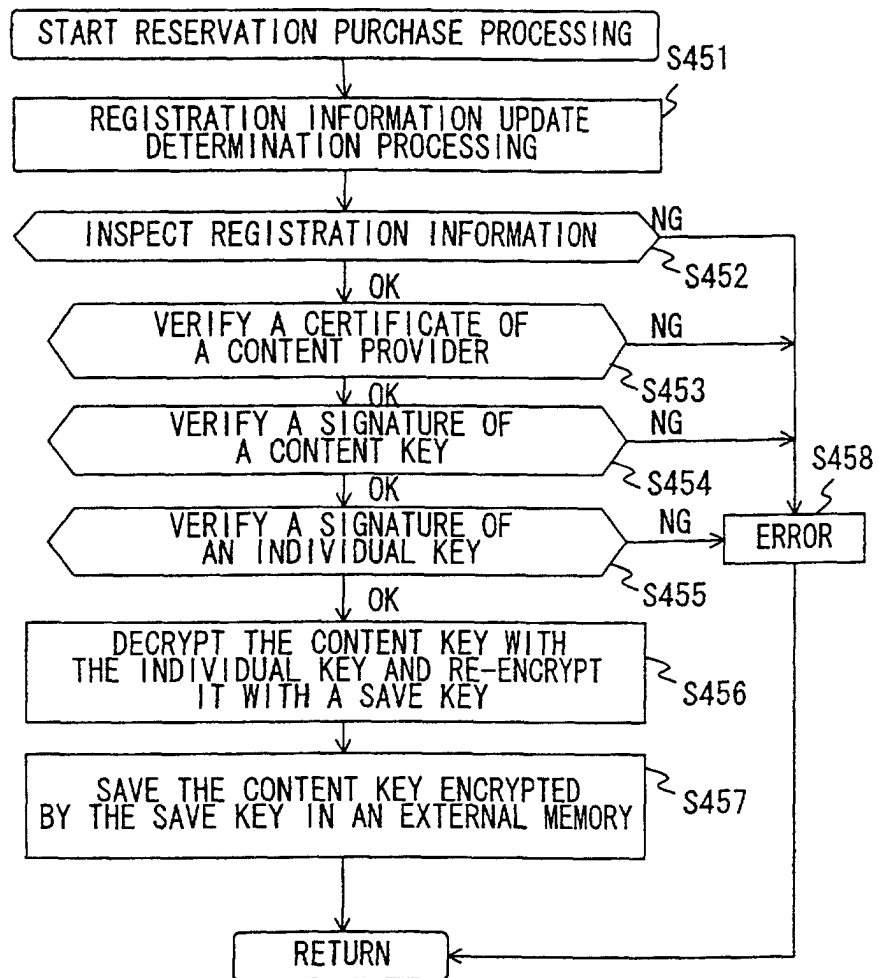 START RESERVATION PURCHASE PROCESSING
S451
REGISTRATION INFORMATION UPDATE
DETERMINATION PROCESSING
INSPECT REGISTRATION INFORMATION
NG
S452
OK
VERIFY A CERTIFICATE OF
A CONTENT PROVIDER
NG
S453
OK
VERIFY A SIGNATURE OF
A CONTENT KEY
NG
S454
OK
VERIFY A SIGNATURE OF
AN INDIVIDUAL KEY
NG
S455
S458
ERROR
OK
DECRYPT THE CONTENT KEY WITH
THE INDIVIDUAL KEY AND RE-ENCRYPT
IT WITH A SAVE KEY
S456
SAVE THE CONTENT KEY ENCRYPTED
BY THE SAVE KEY IN AN EXTERNAL MEMORY
S457
RETURN